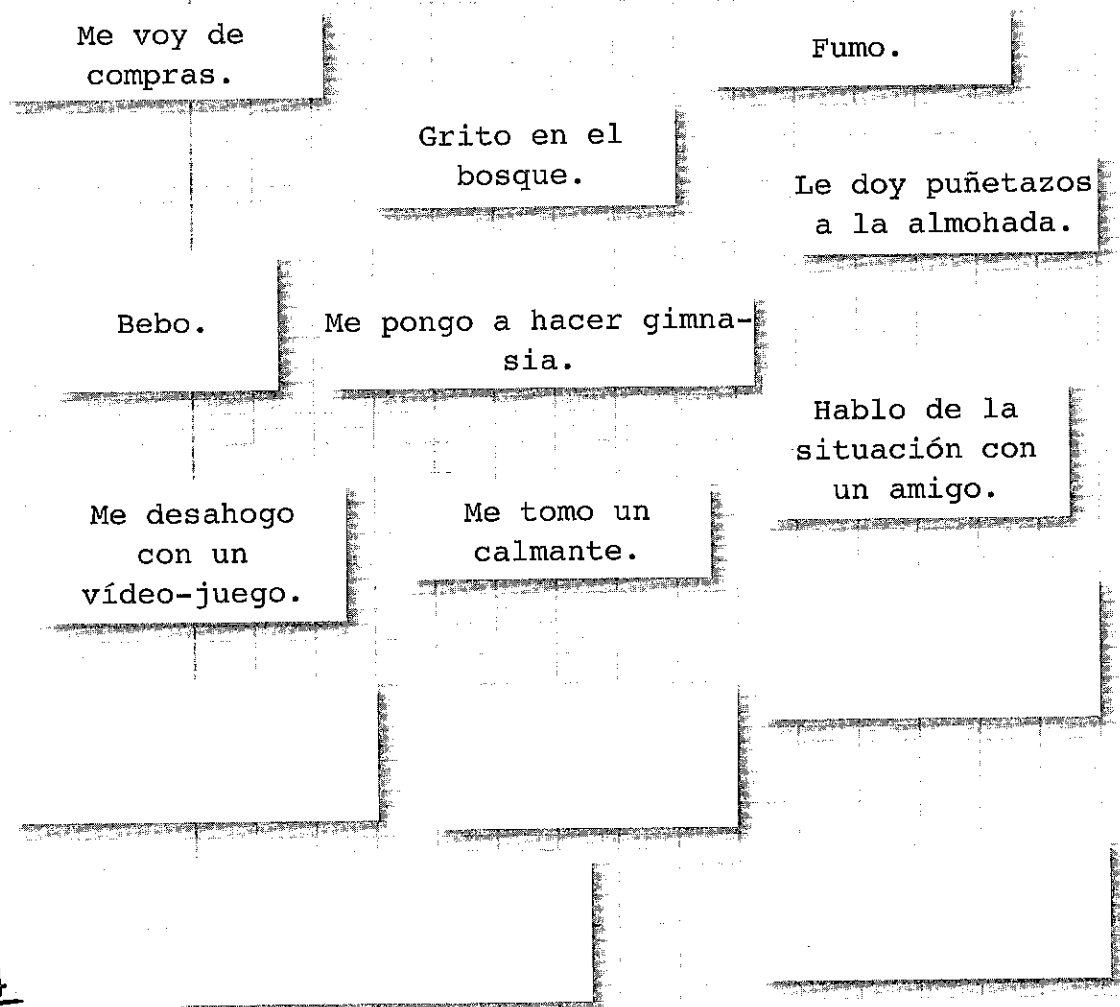 Me voy de
compras.
Fumo.
Grito en el
bosque.
Le doy puñetazos
a la almohada.
Bebo.
Me pongo a hacer gimna-
sia.
Hablo de la
situación con
un amigo.
Me desahogo
con un
vídeo-juego.
Me tomo un
calmante.